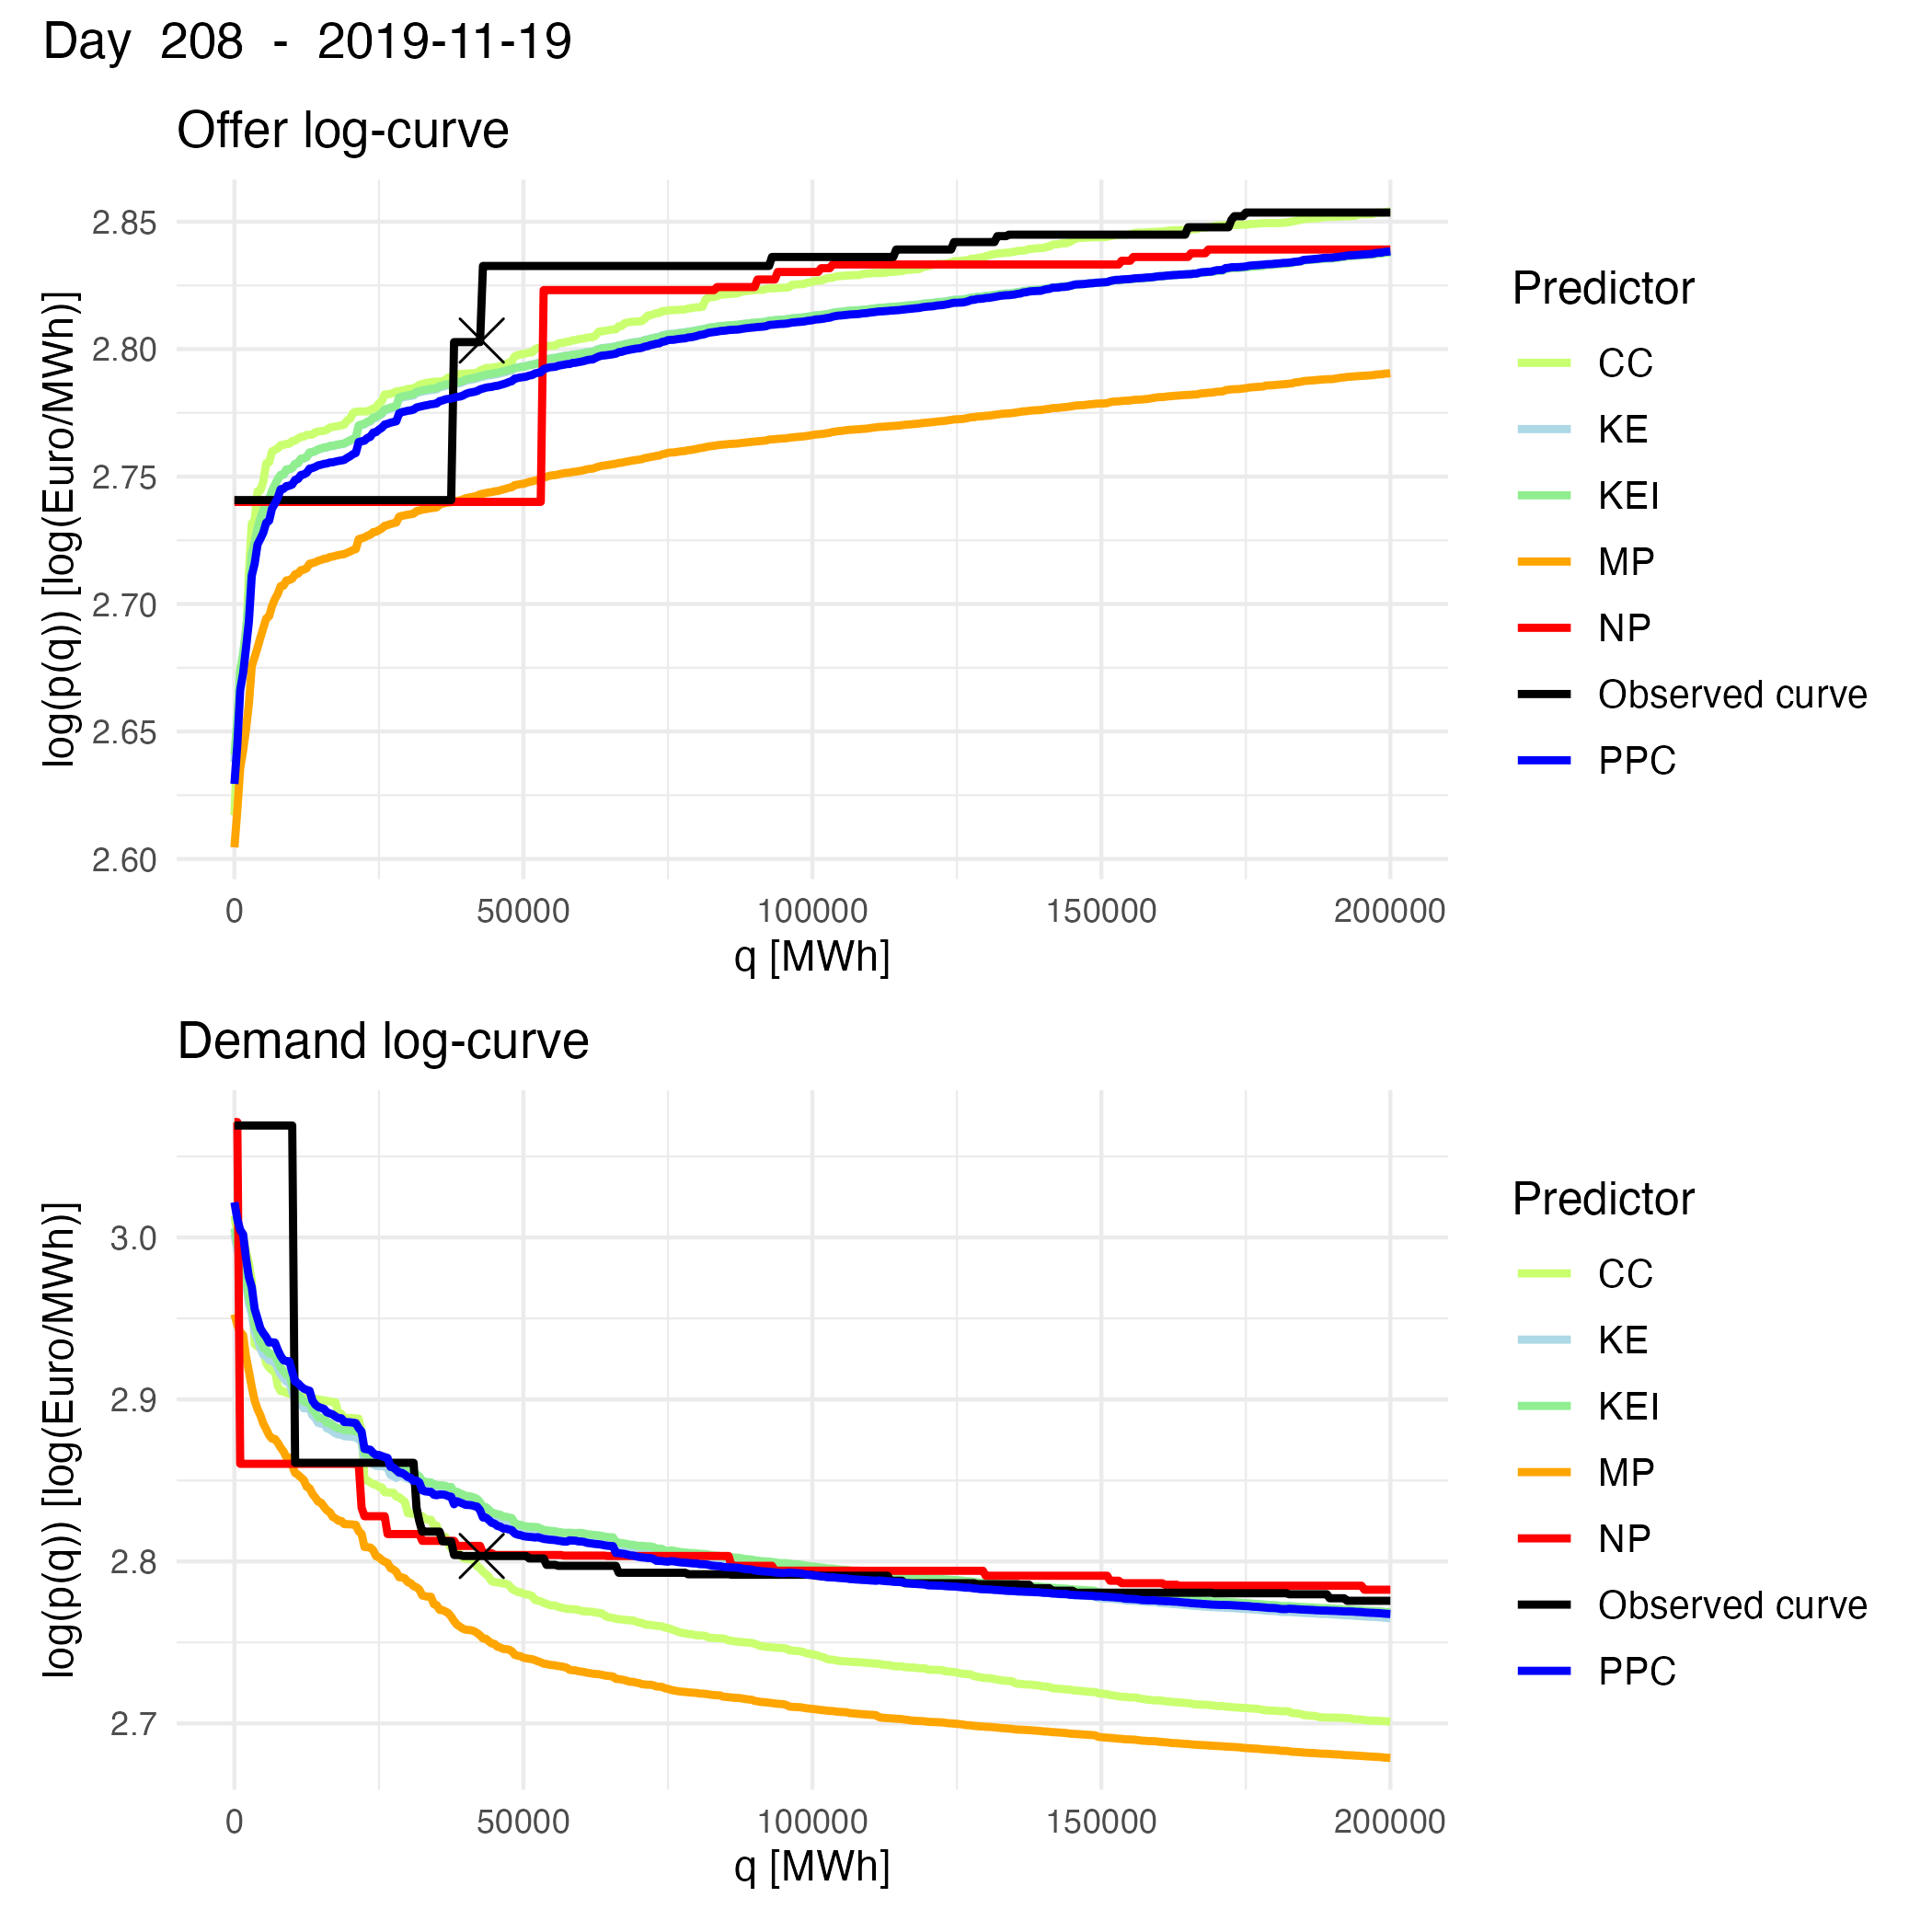 Day 208 - 2019-11-19
Offer log-curve
log(p(q)) [log(Euro/MWh)]
2.85
2.80
2.75
2.70
2.65
2.60
0 50000 100000 150000 200000
q [MWh]
Predictor
CC
KE
KEI
MP
NP
Observed curve
PPC
Demand log-curve
log(p(q)) [log(Euro/MWh)]
3.0
2.9
2.8
2.7
0 50000 100000 150000 200000
q [MWh]
Predictor
CC
KE
KEI
MP
NP
Observed curve
PPC